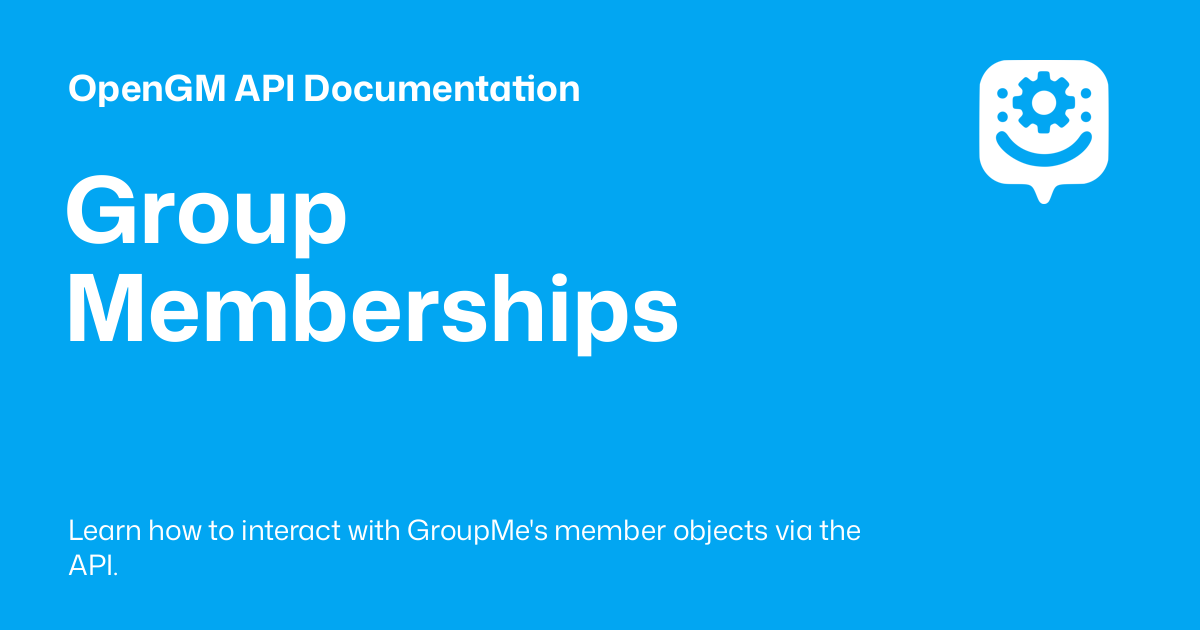 OpenGM API Documentation
Group
Memberships
Learn how to interact with GroupMe's member objects via the
API.